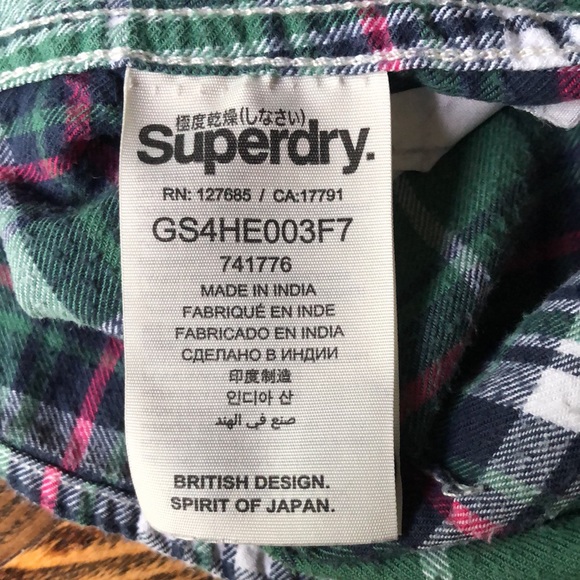 極度乾燥(しなさい)
Superdry.
RN: 127685 / CA:17791
GS4HE003F7
741776
MADE IN INDIA
FABRIQUÉ EN INDE
FABRICADO EN INDIA
СДЕЛАНО В ИНДИИ
印度制造
인디아 산
صنع في الهند
BRITISH DESIGN.
SPIRIT OF JAPAN.